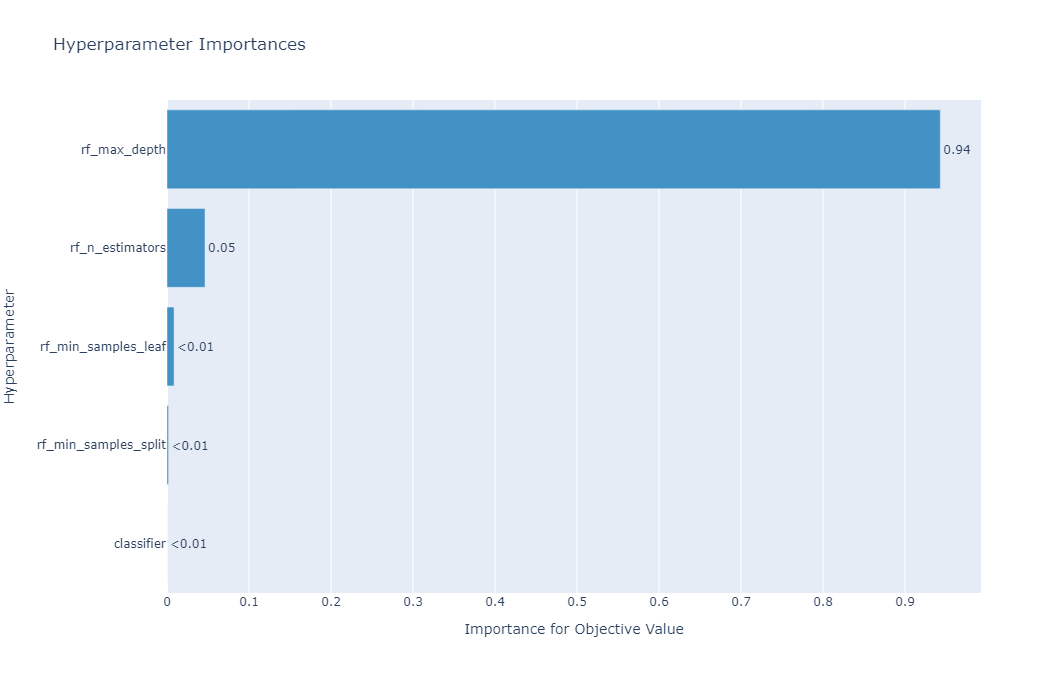 Hyperparameter Importances
Hyperparameter
rf_max_depth 0.94
rf_n_estimators 0.05
rf_min_samples_leaf <0.01
rf_min_samples_split <0.01
classifier <0.01
0 0.1 0.2 0.3 0.4 0.5 0.6 0.7 0.8 0.9
Importance for Objective Value